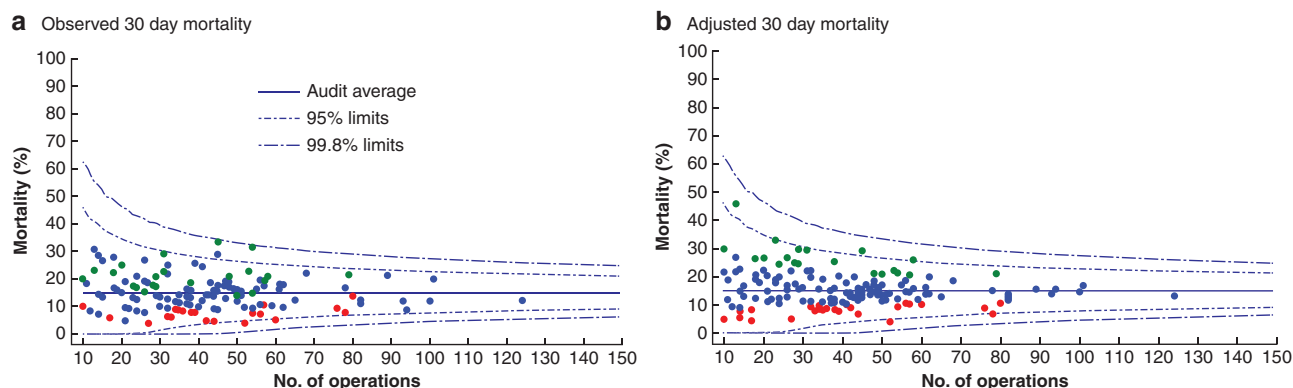 a Observed 30 day mortality
Mortality (%)
100
90
80
70
60
50
40
30
20
10
0
Audit average
95% limits
99.8% limits
10 20 30 40 50 60 70 80 90 100 110 120 130 140 150
No. of operations
b Adjusted 30 day mortality
Mortality (%)
100
90
80
70
60
50
40
30
20
10
0
10 20 30 40 50 60 70 80 90 100 110 120 130 140 150
No. of operations